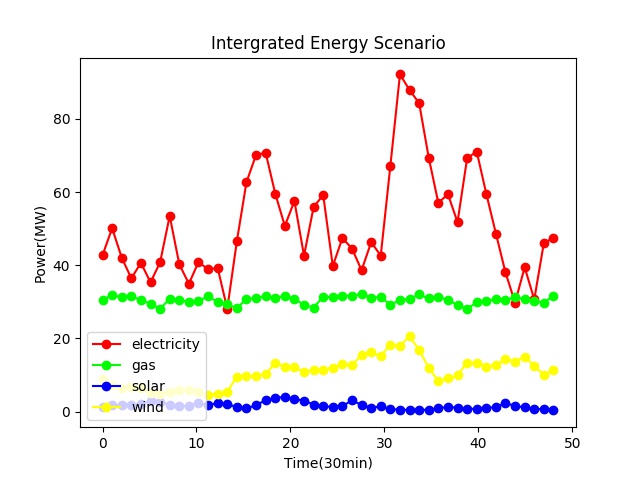 Intergrated Energy Scenario
Power(MW)
80
60
40
20
0
electricity
gas
solar
wind
0 10 20 30 40 50
Time(30min)